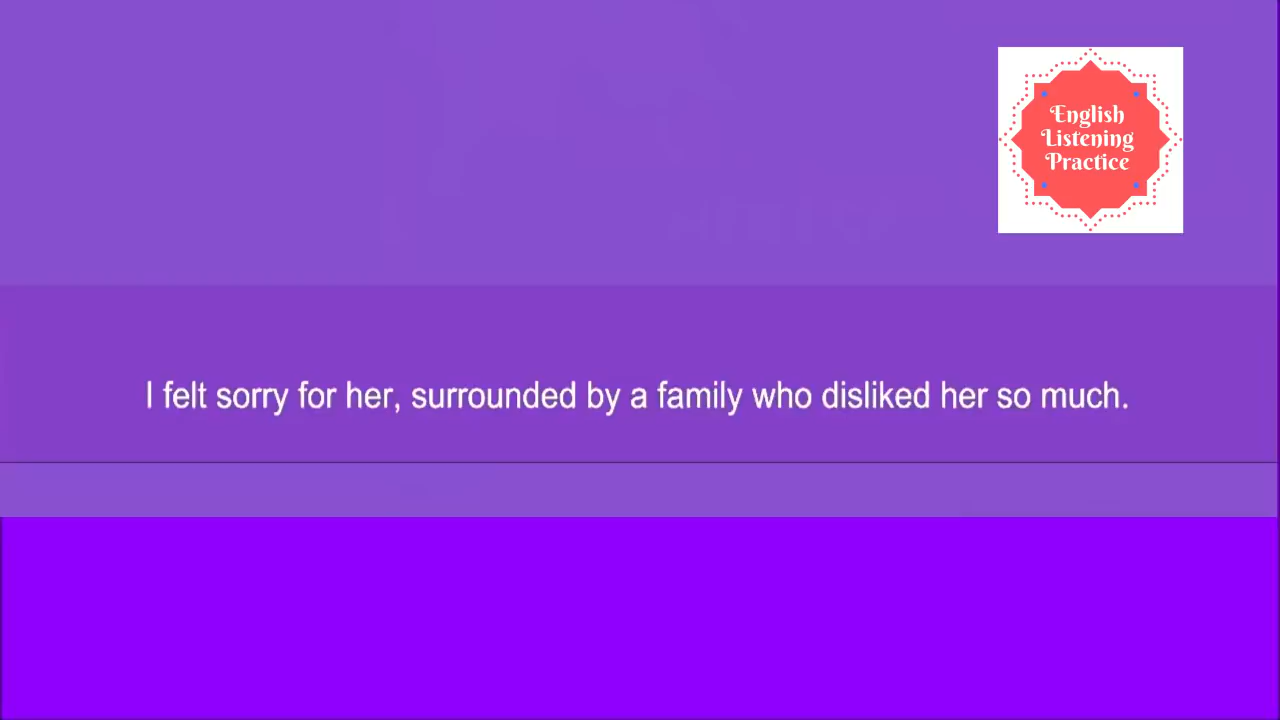 English
Listening
Practice
I felt sorry for her, surrounded by a family who disliked her so much.